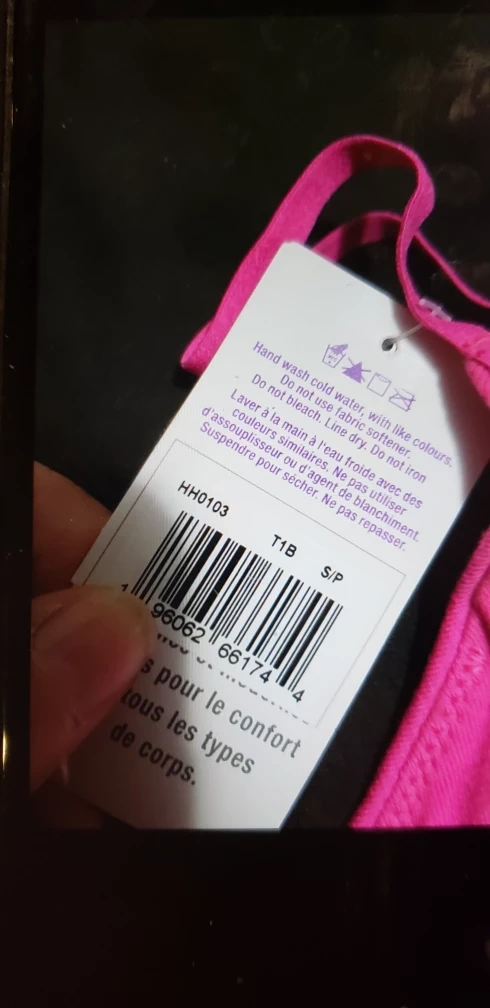 Hand wash cold water, with like colours.
Do not use fabric softener.
Do not bleach. Line dry. Do not iron
Laver à la main à l'eau froide avec des
couleurs similaires. Ne pas utiliser
d'assouplisseur ou d'agent de blanchiment.
Suspendre pour sécher. Ne pas repasser.
HH0103 T1B S/P
1 96062 66174 4
s pour le confort
tous les types
de corps.